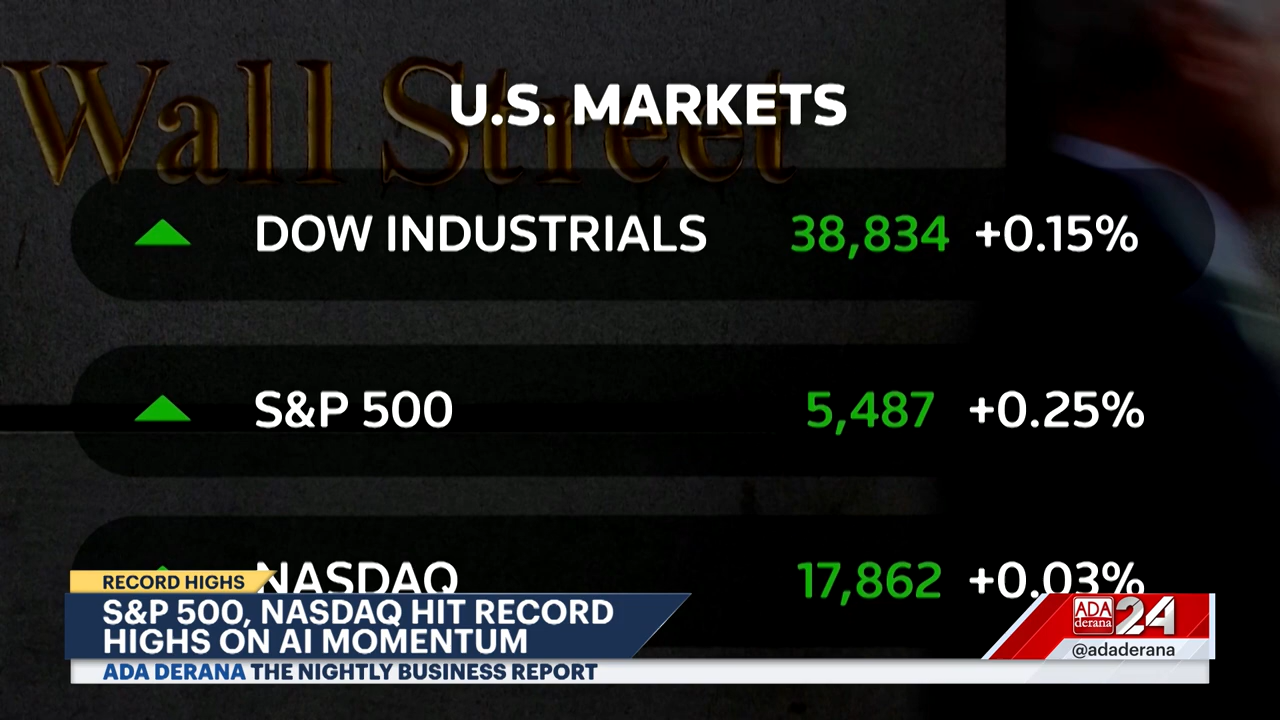 Wall Street
U.S. MARKETS
DOW INDUSTRIALS 38,834 +0.15%
S&P 500 5,487 +0.25%
NASDAQ 17,862 +0.03%
RECORD HIGHS
S&P 500, NASDAQ HIT RECORD
HIGHS ON AI MOMENTUM
ADA DERANA THE NIGHTLY BUSINESS REPORT
ADA
derana 24
@adaderana